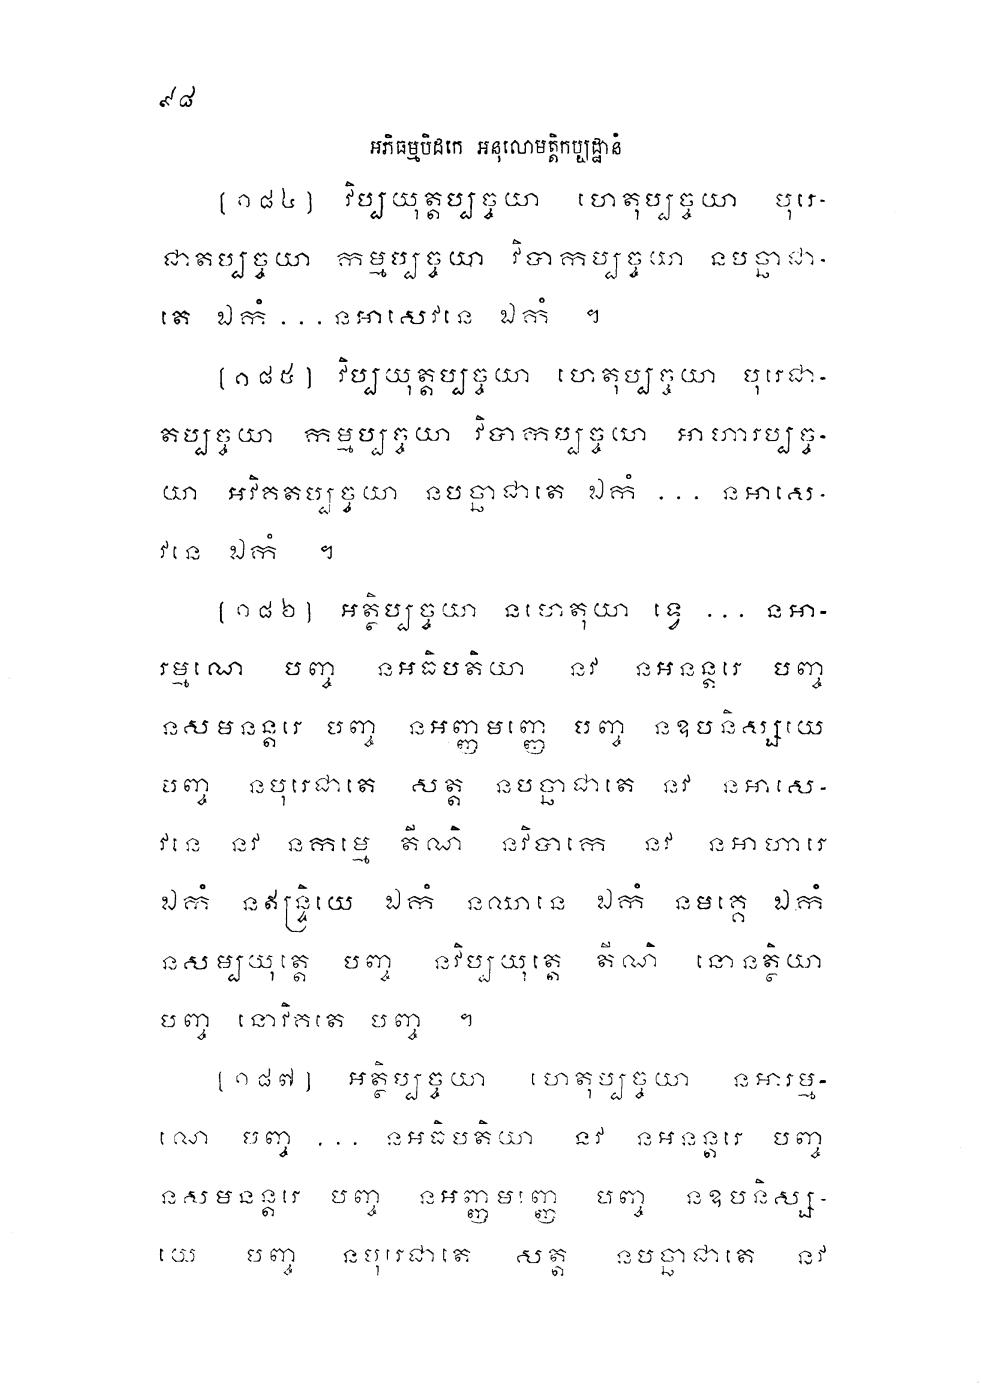 ៩៨
អភិធម្មបិដកេ អនុលោមត្តិកប្បដ្ឋានំ
[១៨៤] វិប្បយុត្តប្បច្ចយា ហេតុប្បច្ចយា បុរេ-
ជាតប្បច្ចយា កម្មប្បច្ចយា វិបាកប្បច្ចយា នបច្ឆាជា-
តេ ឯកំ ...នអាសេវនេ ឯកំ ។
[១៨៥] វិប្បយុត្តប្បច្ចយា ហេតុប្បច្ចយា បុរេជា-
តប្បច្ចយា កម្មប្បច្ចយា វិបាកប្បច្ចយា អាហារប្បច្ច-
យា អវិគតប្បច្ចយា នបច្ឆាជាតេ ឯកំ ... នអាសេ-
វនេ ឯកំ ។
[១៨៦] អត្ថិប្បច្ចយា នហេតុយា ទ្វេ ... នអា-
រម្មណេ បញ្ច នអធិបតិយា នវ នអនន្តរេ បញ្ច
នសមនន្តរេ បញ្ច នអញ្ញមញ្ញេ បញ្ច នឧបនិស្សយេ
បញ្ច នបុរេជាតេ សត្ត នបច្ឆាជាតេ នវ នអាសេ-
វនេ នវ នកម្មេ តីណិ នវិបាកេ នវ នអាហារេ
ឯកំ នឥន្ទ្រិយេ ឯកំ នឈានេ ឯកំ នមគ្គេ ឯកំ
នសម្បយុត្តេ បញ្ច នវិប្បយុត្តេ តីណិ នោនត្ថិយា
បញ្ច នោវិគតេ បញ្ច ។
[១៨៧] អត្ថិប្បច្ចយា ហេតុប្បច្ចយា នអារម្ម-
ណេ បញ្ច ... នអធិបតិយា នវ នអនន្តរេ បញ្ច
នសមនន្តរេ បញ្ច នអញ្ញមញ្ញេ បញ្ច នឧបនិស្ស-
យេ បញ្ច នបុរេជាតេ សត្ត នបច្ឆាជាតេ នវ